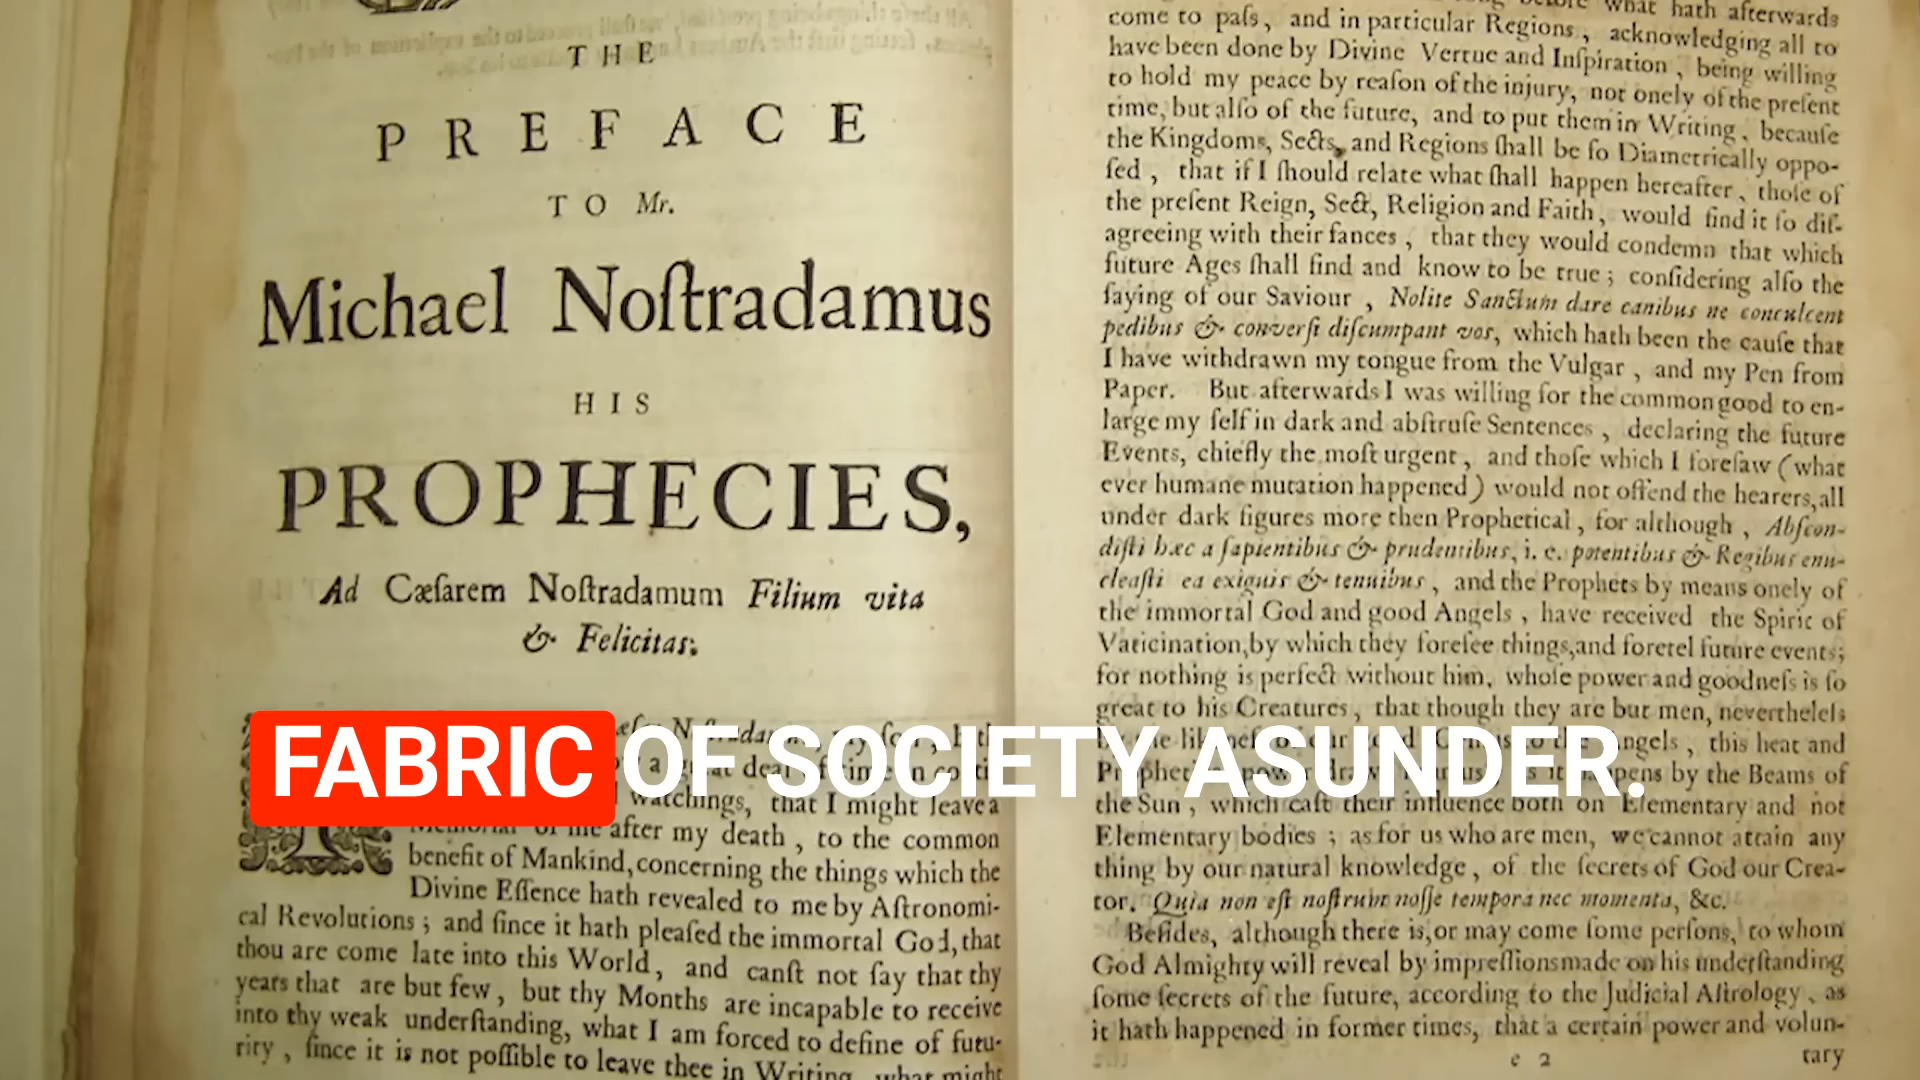 THE
PREFACE
TO Mr.
Michael Noſtradamus
HIS
PROPHECIES,
Ad Cæſarem Noſtradamum Filium vita
& Felicitas;
FABRIC OF SOCIETY ASUNDER.
watchings, that I might leave a
of me after my death, to the common
benefit of Mankind, concerning the things which the
Divine Eſſence hath revealed to me by Aſtronomi-
cal Revolutions; and ſince it hath pleaſed the immortal God, that
thou are come late into this World, and canſt not ſay that thy
years that are but few, but thy Months are incapable to receive
into thy weak underſtanding, what I am forced to define of futu-
rity, ſince it is not poſſible to leave thee in Writing, what might
what hath afterwards
come to paſs, and in particular Regions, acknowledging all to
have been done by Divine Vertue and Inſpiration, being willing
to hold my peace by reaſon of the injury, not onely of the preſent
time, but alſo of the future, and to put them in Writing, becauſe
the Kingdoms, Sects, and Regions ſhall be ſo Diametrically oppo-
ſed, that if I ſhould relate what ſhall happen hereafter, thoſe of
the preſent Reign, Sect, Religion and Faith, would find it ſo diſ-
agreeing with their fances, that they would condemn that which
future Ages ſhall find and know to be true; conſidering alſo the
ſaying of our Saviour, Nolite Sanctum dare canibus ne conculcent
pedibus & converſi diſcumpant vos, which hath been the cauſe that
I have withdrawn my tongue from the Vulgar, and my Pen from
Paper. But afterwards I was willing for the common good to en-
large my ſelf in dark and abſtruſe Sentences, declaring the future
Events, chiefly the moſt urgent, and thoſe which I foreſaw (what
ever humane mutation happened) would not offend the hearers, all
under dark figures more then Prophetical, for although, Abſcon-
diſti hæc a ſapientibus & prudentibus, i. e. potentibus & Regibus enu-
cleaſti ea exiguis & tenuibus, and the Prophets by means onely of
the immortal God and good Angels, have received the Spirit of
Vaticination, by which they foreſee things, and foretel future events;
for nothing is perfect without him, whoſe power and goodneſs is ſo
great to his Creatures, that though they are but men, nevertheleſs
Angels, this heat and
by the Beams of
the Sun, which caſt their influence both on Elementary and not
Elementary bodies; as for us who are men, we cannot attain any
thing by our natural knowledge, of the ſecrets of God our Crea-
tor. Quia non eſt noſtrum noſſe tempora nec momenta, &c.
Beſides, although there is, or may come ſome perſons, to whom
God Almighty will reveal by impreſſions made on his underſtanding
ſome ſecrets of the future, according to the Judicial Aſtrology, as
it hath happened in former times, that a certain power and volun-
e 2 tary